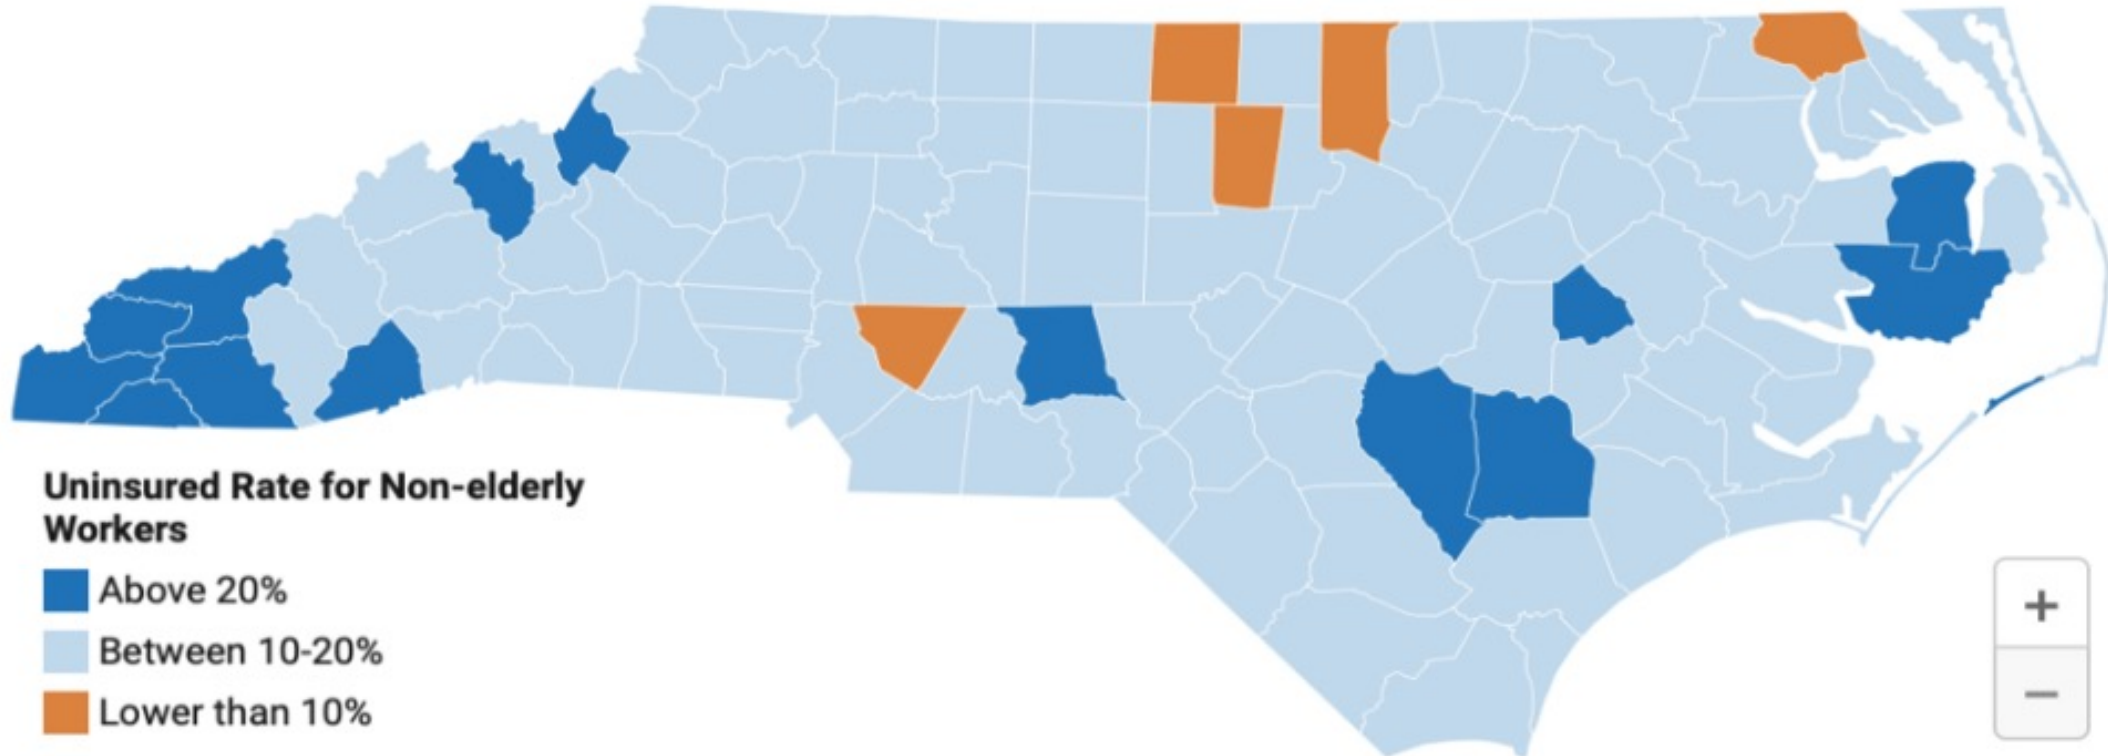 Uninsured Rate for Non-elderly
Workers
Above 20%
Between 10-20%
Lower than 10%
+
−